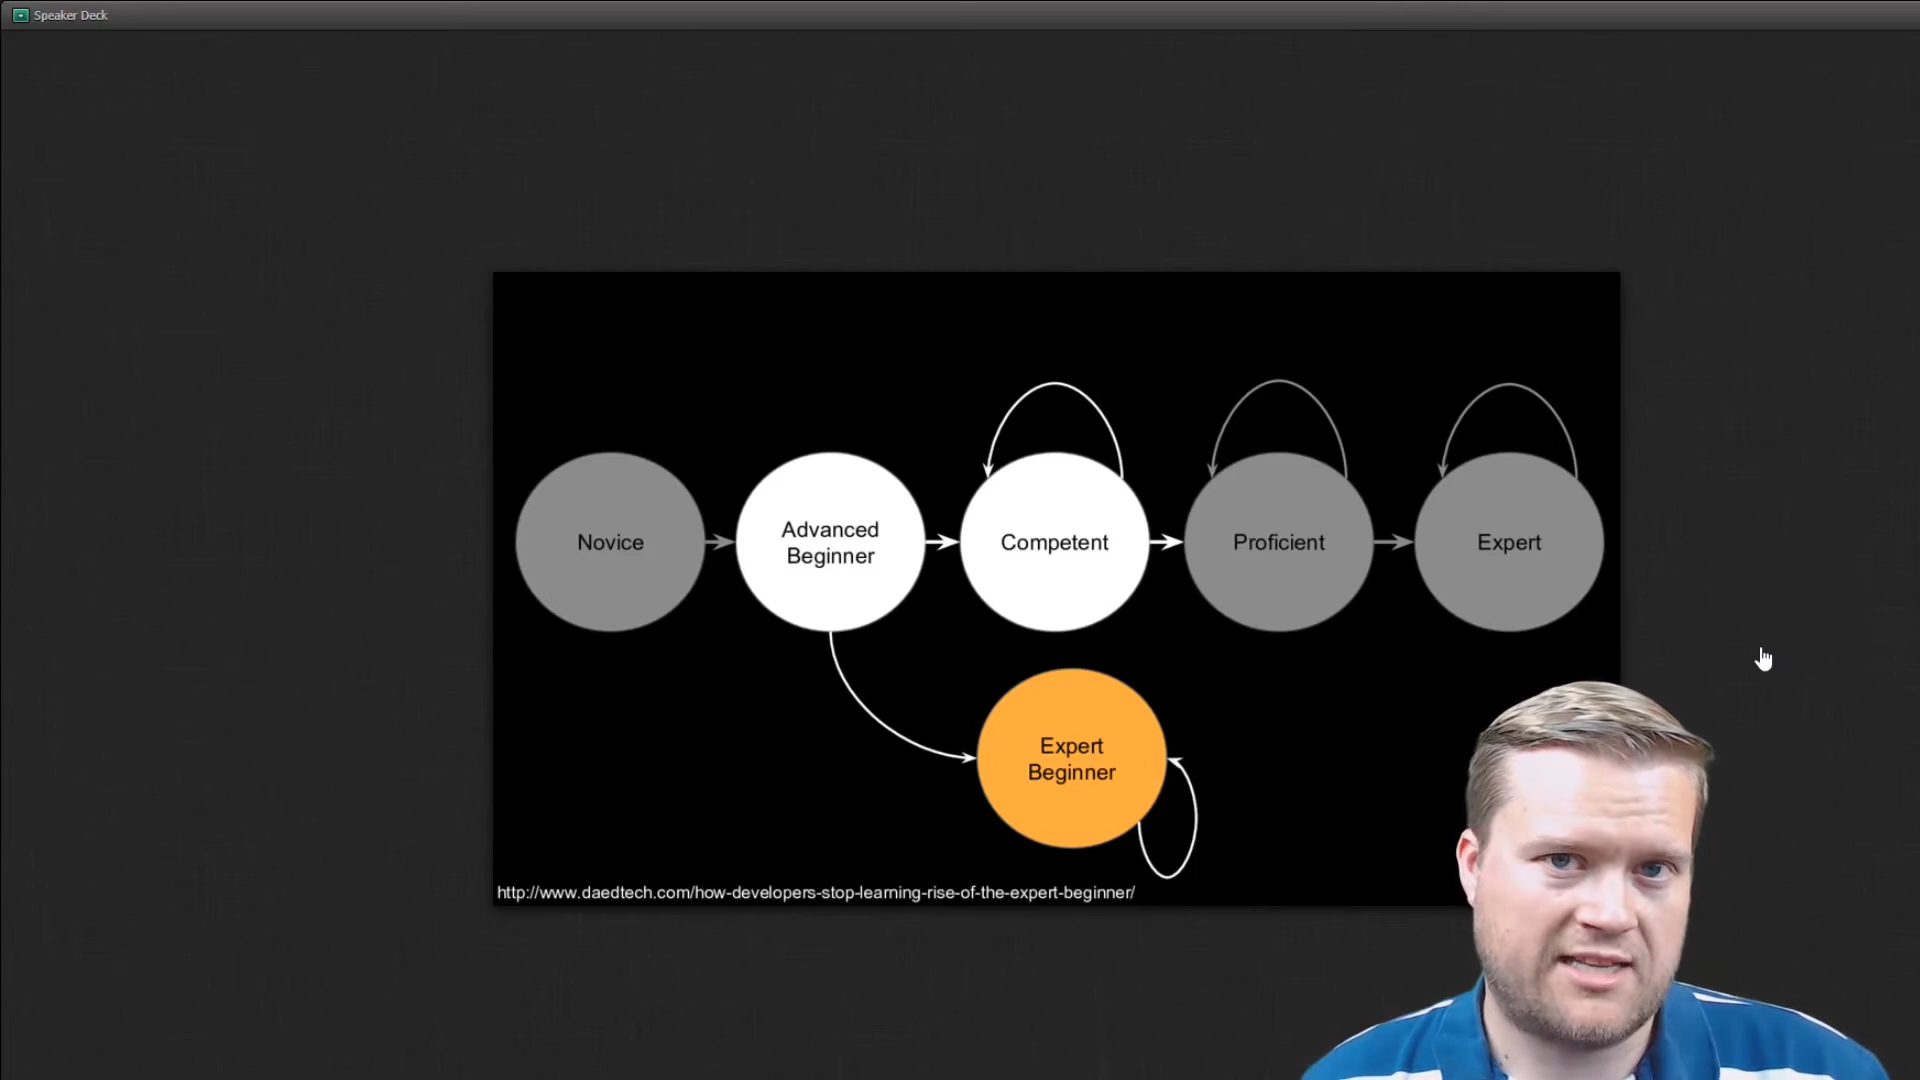 Speaker Deck
Novice
Advanced
Beginner
Competent
Proficient
Expert
Expert
Beginner
http://www.daedtech.com/how-developers-stop-learning-rise-of-the-expert-beginner/